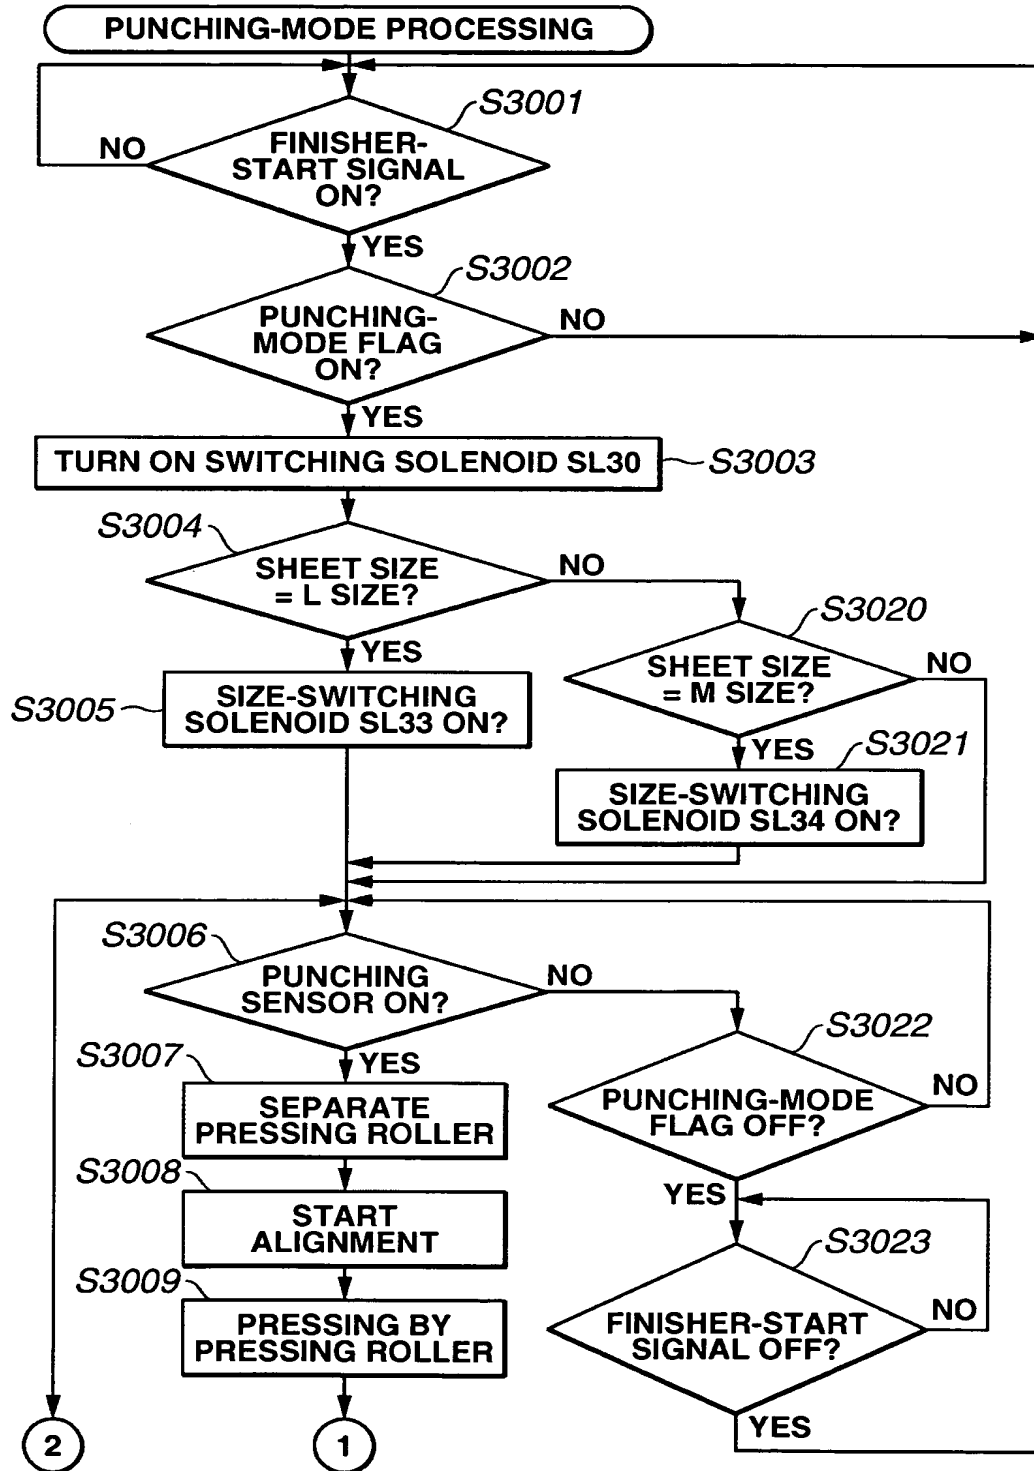 PUNCHING-MODE PROCESSING
S3001
NO
FINISHER-
START SIGNAL
ON?
YES
S3002
PUNCHING-
MODE FLAG
ON?
NO
YES
TURN ON SWITCHING SOLENOID SL30
S3003
S3004
SHEET SIZE
= L SIZE?
NO
YES
S3020
SHEET SIZE
= M SIZE?
NO
S3005
SIZE-SWITCHING
SOLENOID SL33 ON?
YES
S3021
SIZE-SWITCHING
SOLENOID SL34 ON?
S3006
PUNCHING
SENSOR ON?
NO
YES
S3022
PUNCHING-MODE
FLAG OFF?
NO
YES
S3007
SEPARATE
PRESSING ROLLER
S3008
START
ALIGNMENT
S3023
FINISHER-START
SIGNAL OFF?
NO
YES
S3009
PRESSING BY
PRESSING ROLLER
2
1